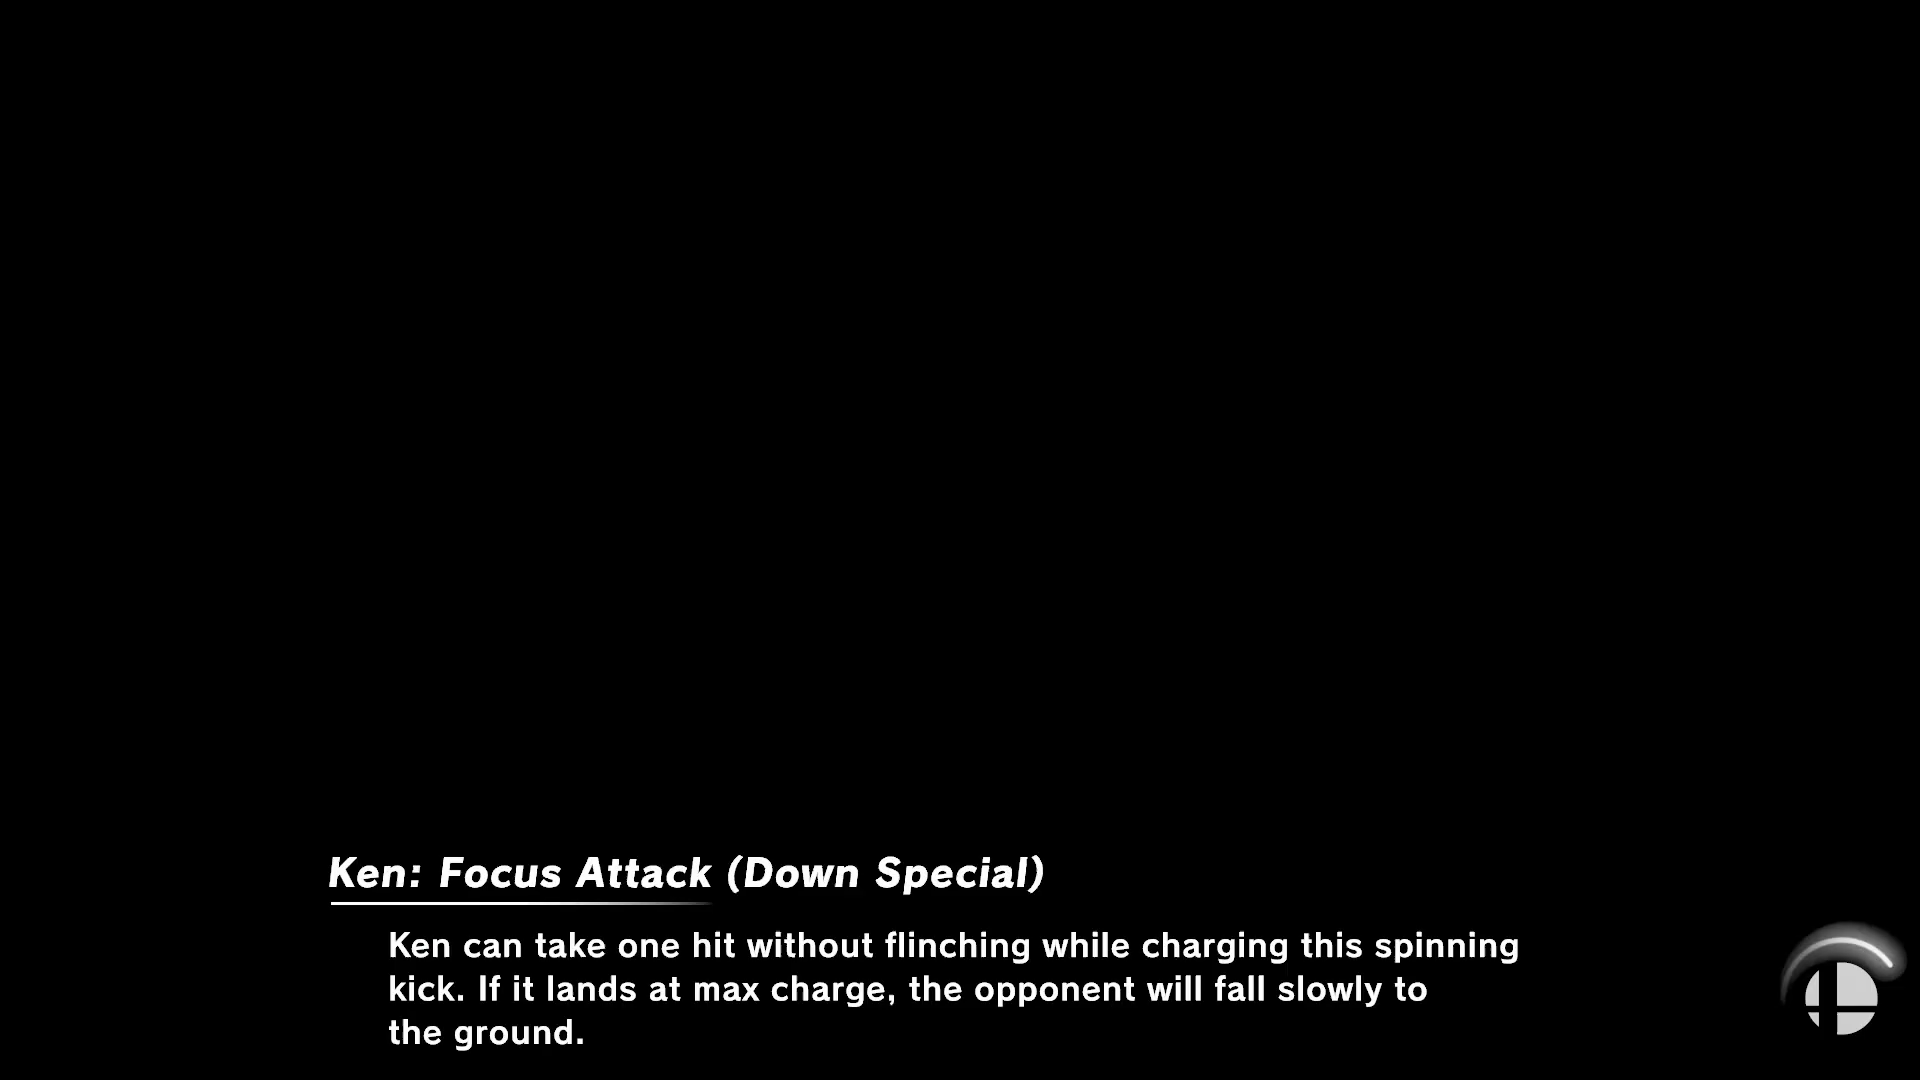 Ken: Focus Attack (Down Special)
Ken can take one hit without flinching while charging this spinning
kick. If it lands at max charge, the opponent will fall slowly to
the ground.